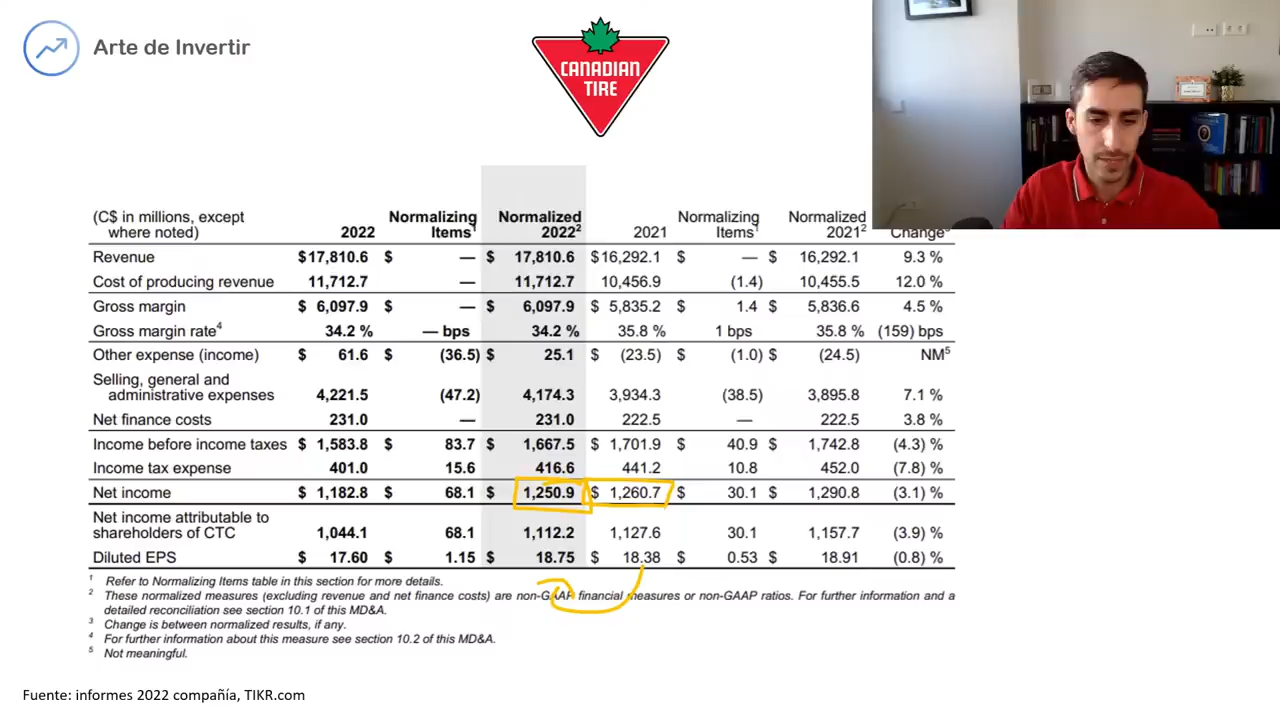 Arte de Invertir
CANADIAN
TIRE
(C$ in millions, except where noted) 2022 Normalizing Items¹ Normalized 2022² 2021 Normalizing Items¹ Normalized 2021² Change³
Revenue $17,810.6 $ — $ 17,810.6 $16,292.1 $ — $ 16,292.1 9.3 %
Cost of producing revenue 11,712.7 — 11,712.7 10,456.9 (1.4) 10,455.5 12.0 %
Gross margin $ 6,097.9 $ — $ 6,097.9 $ 5,835.2 $ 1.4 $ 5,836.6 4.5 %
Gross margin rate⁴ 34.2 % — bps 34.2 % 35.8 % 1 bps 35.8 % (159) bps
Other expense (income) $ 61.6 $ (36.5) $ 25.1 $ (23.5) $ (1.0) $ (24.5) NM⁵
Selling, general and administrative expenses 4,221.5 (47.2) 4,174.3 3,934.3 (38.5) 3,895.8 7.1 %
Net finance costs 231.0 — 231.0 222.5 — 222.5 3.8 %
Income before income taxes $ 1,583.8 $ 83.7 $ 1,667.5 $ 1,701.9 $ 40.9 $ 1,742.8 (4.3) %
Income tax expense 401.0 15.6 416.6 441.2 10.8 452.0 (7.8) %
Net income $ 1,182.8 $ 68.1 $ 1,250.9 $ 1,260.7 $ 30.1 $ 1,290.8 (3.1) %
Net income attributable to shareholders of CTC 1,044.1 68.1 1,112.2 1,127.6 30.1 1,157.7 (3.9) %
Diluted EPS $ 17.60 $ 1.15 $ 18.75 $ 18.38 $ 0.53 $ 18.91 (0.8) %
¹ Refer to Normalizing Items table in this section for more details.
² These normalized measures (excluding revenue and net finance costs) are non-GAAP financial measures or non-GAAP ratios. For further information and a
detailed reconciliation see section 10.1 of this MD&A.
³ Change is between normalized results, if any.
⁴ For further information about this measure see section 10.2 of this MD&A.
⁵ Not meaningful.
Fuente: informes 2022 compañía, TIKR.com